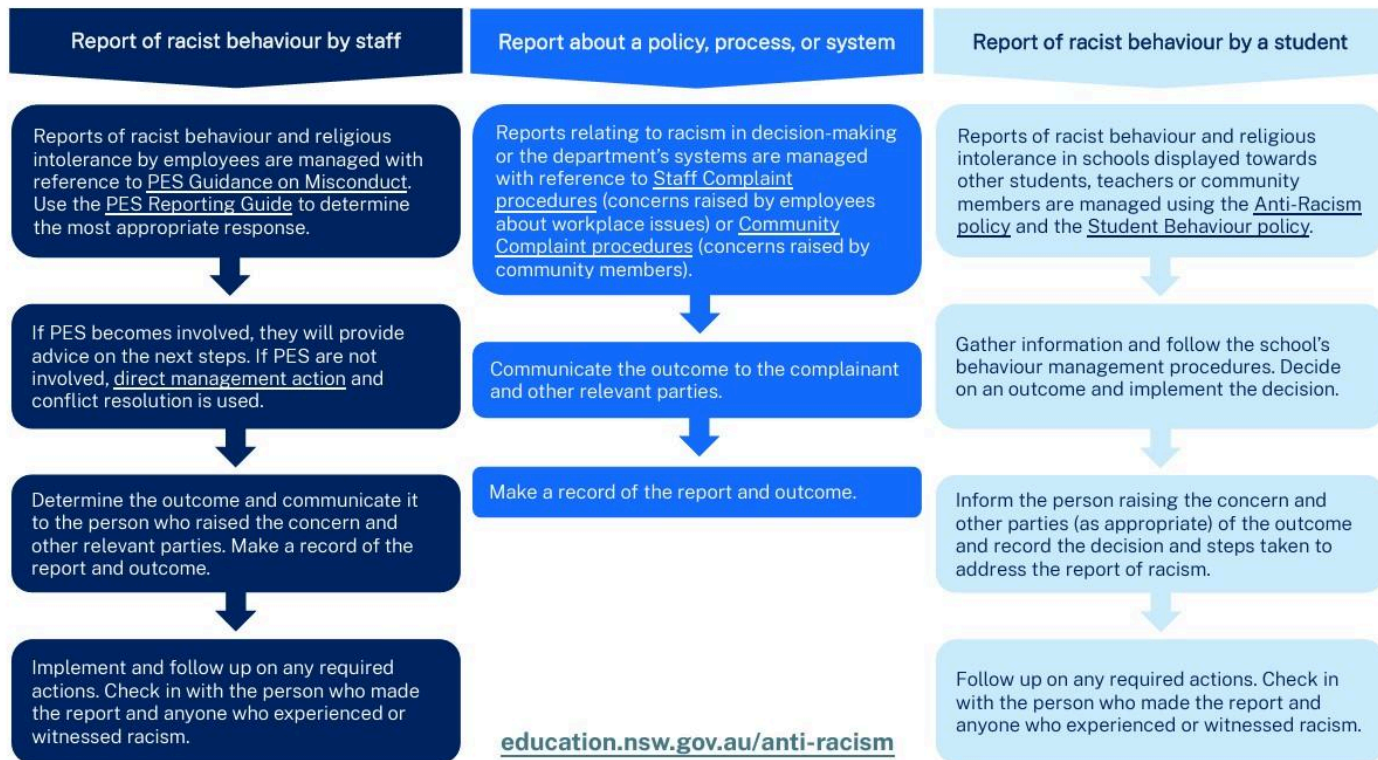 Report of racist behaviour by staff
Reports of racist behaviour and religious
intolerance by employees are managed with
reference to PES Guidance on Misconduct.
Use the PES Reporting Guide to determine
the most appropriate response.
If PES becomes involved, they will provide
advice on the next steps. If PES are not
involved, direct management action and
conflict resolution is used.
Determine the outcome and communicate it
to the person who raised the concern and
other relevant parties. Make a record of the
report and outcome.
Implement and follow up on any required
actions. Check in with the person who made
the report and anyone who experienced or
witnessed racism.
Report about a policy, process, or system
Reports relating to racism in decision-making
or the department's systems are managed
with reference to Staff Complaint
procedures (concerns raised by employees
about workplace issues) or Community
Complaint procedures (concerns raised by
community members).
Communicate the outcome to the complainant
and other relevant parties.
Make a record of the report and outcome.
education.nsw.gov.au/anti-racism
Report of racist behaviour by a student
Reports of racist behaviour and religious
intolerance in schools displayed towards
other students, teachers or community
members are managed using the Anti-Racism
policy and the Student Behaviour policy.
Gather information and follow the school's
behaviour management procedures. Decide
on an outcome and implement the decision.
Inform the person raising the concern and
other parties (as appropriate) of the outcome
and record the decision and steps taken to
address the report of racism.
Follow up on any required actions. Check in
with the person who made the report and
anyone who experienced or witnessed racism.